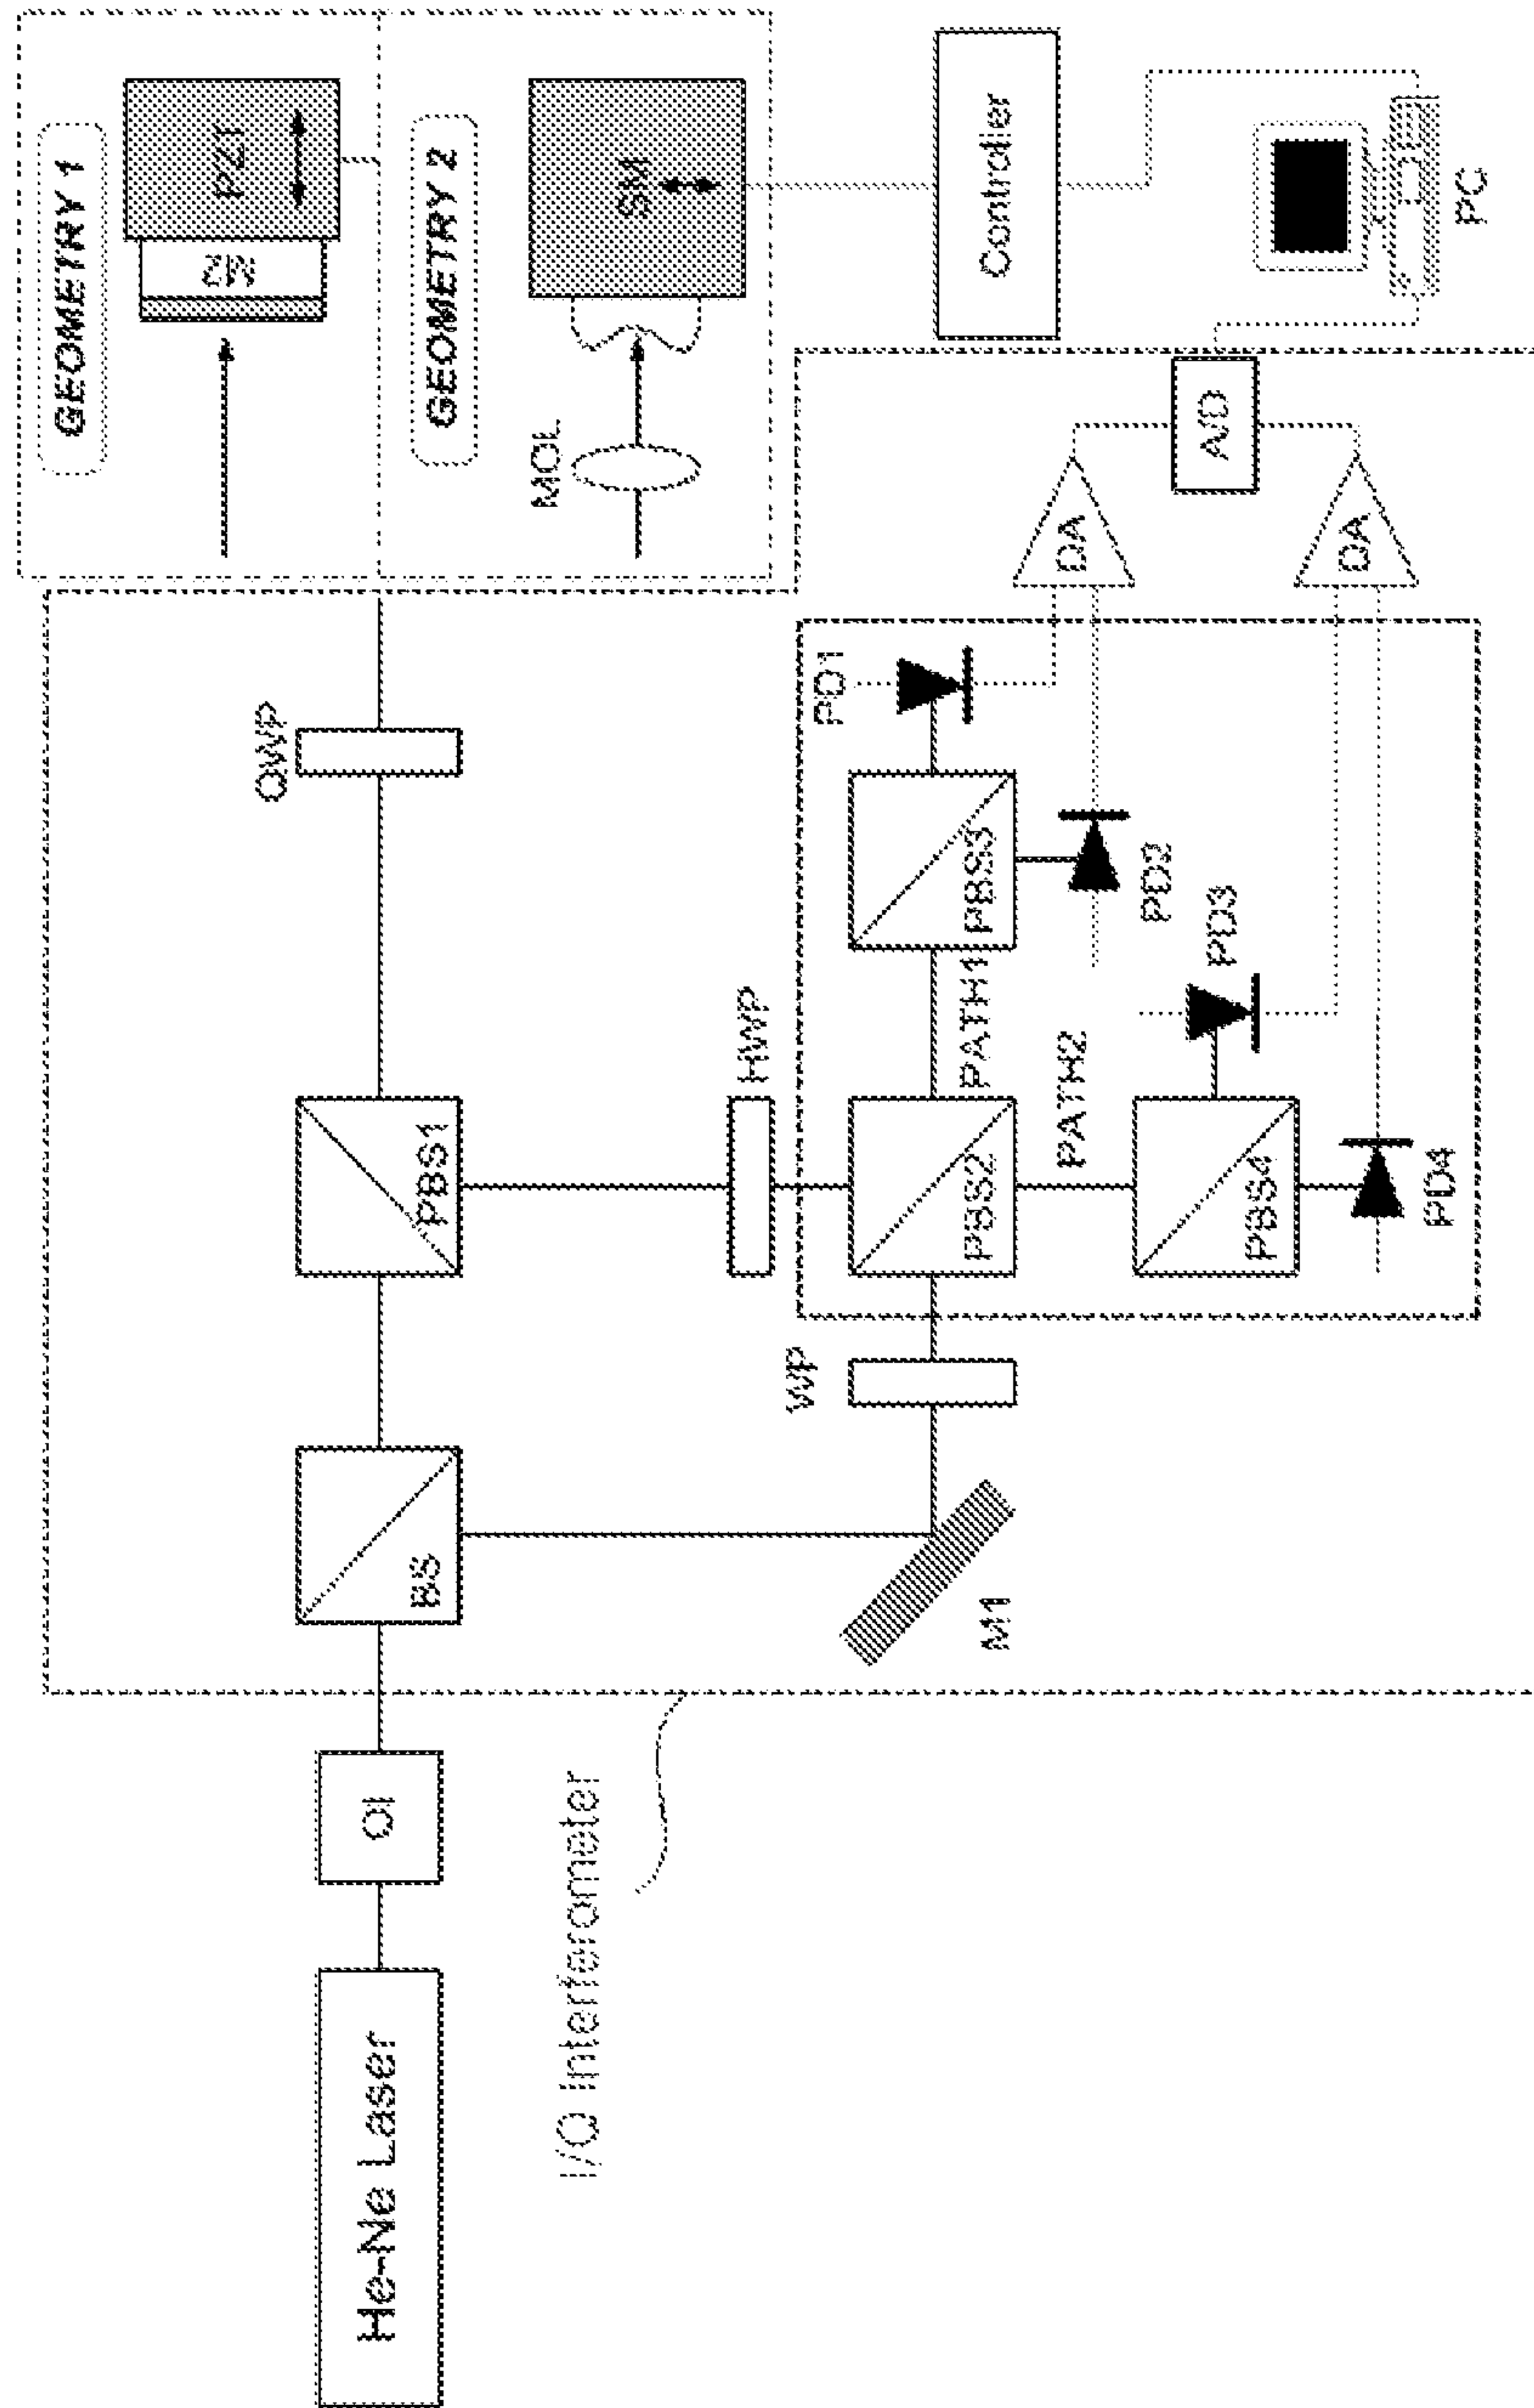 He-Ne Laser
OI
I/Q Interferometer
BS
M1
WP
PBS1
HWP
QWP
PBS2
PATH1
PATH2
PBS3
PBS4
PD1
PD2
PD3
PD4
DA
DA
A/D
GEOMETRY 1
M2
PZT
GEOMETRY 2
MOL
SM
Controller
PC